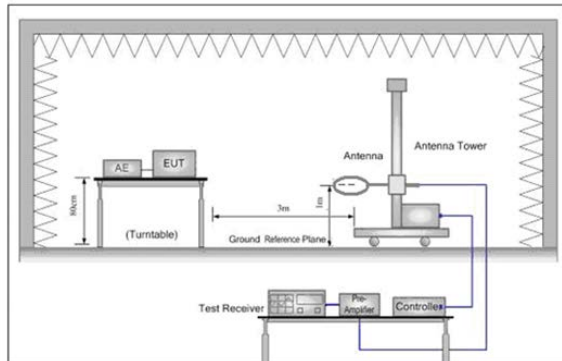 Antenna Tower
Antenna
AE
EUT
80cm
(Turntable)
3m
1m
Ground Reference Plane
Test Receiver
Pre-
Amplifier
Controller